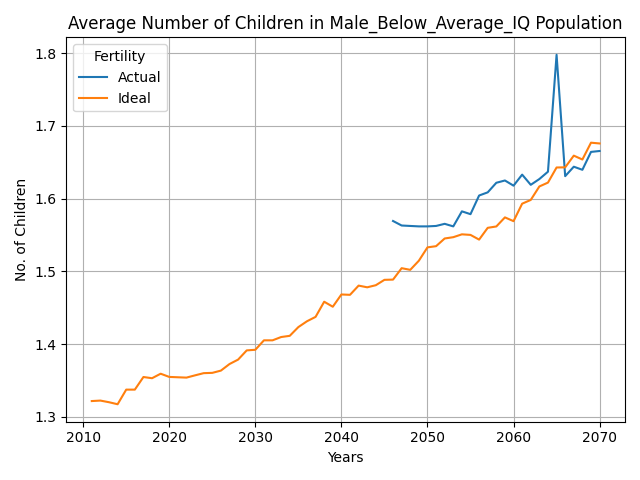 Average Number of Children in Male_Below_Average_IQ Population
Fertility
Actual
Ideal
No. of Children
1.8
1.7
1.6
1.5
1.4
1.3
2010 2020 2030 2040 2050 2060 2070
Years